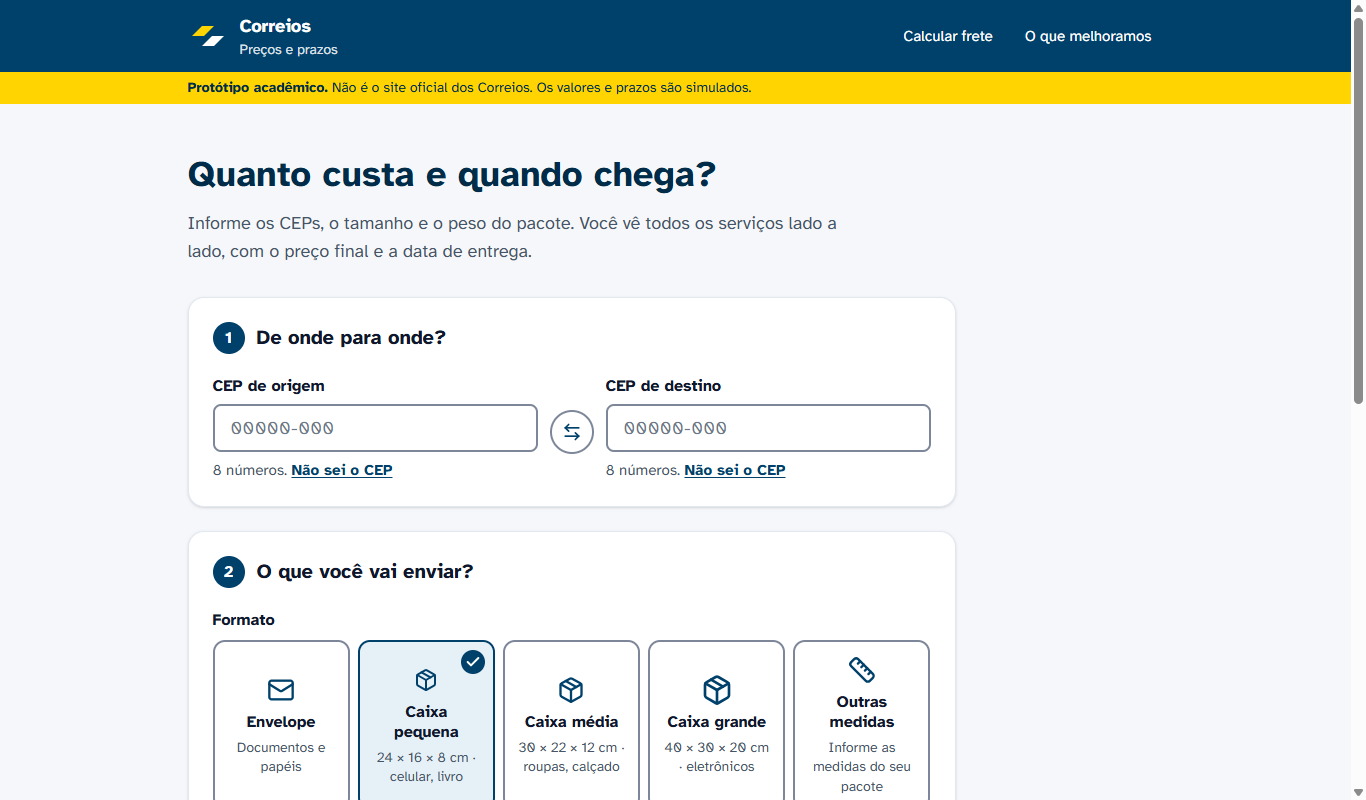 Correios
Preços e prazos
Calcular frete
O que melhoramos
Protótipo acadêmico. Não é o site oficial dos Correios. Os valores e prazos são simulados.
Quanto custa e quando chega?
Informe os CEPs, o tamanho e o peso do pacote. Você vê todos os serviços lado a
lado, com o preço final e a data de entrega.
1 De onde para onde?
CEP de origem
00000-000
8 números. Não sei o CEP
CEP de destino
00000-000
8 números. Não sei o CEP
2 O que você vai enviar?
Formato
Envelope
Documentos e
papéis
Caixa
pequena
24 × 16 × 8 cm ·
celular, livro
Caixa média
30 × 22 × 12 cm ·
roupas, calçado
Caixa grande
40 × 30 × 20 cm
· eletrônicos
Outras
medidas
Informe as
medidas do seu
pacote